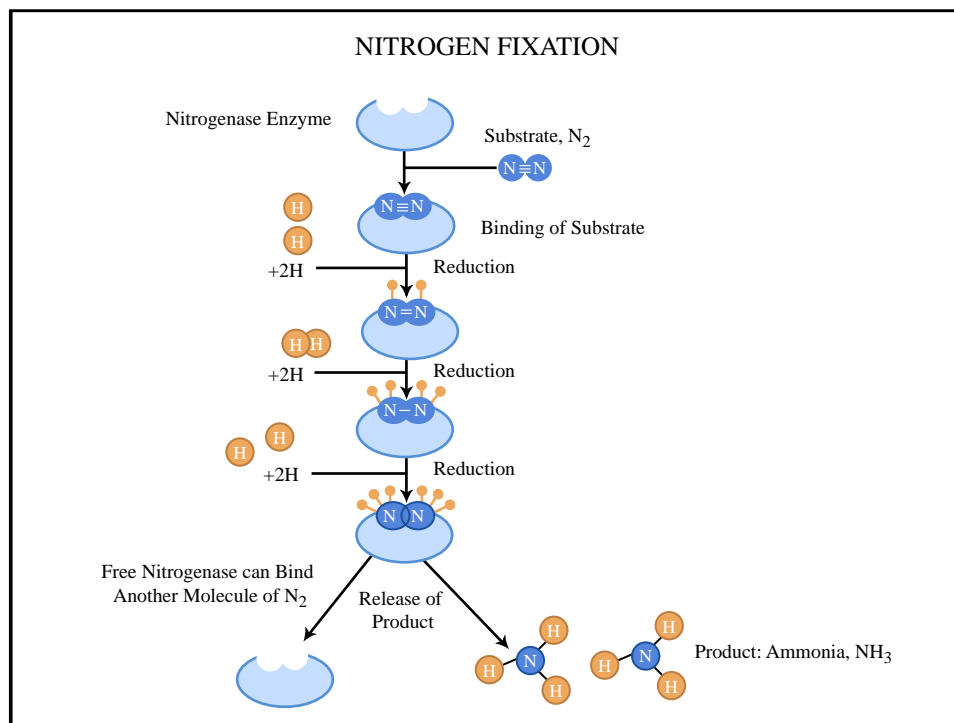 NITROGEN FIXATION
Nitrogenase Enzyme
Substrate, N₂
N≡N
N≡N
Binding of Substrate
H
H
+2H
Reduction
N=N
H H
+2H
Reduction
N–N
H
H
+2H
Reduction
N N
Free Nitrogenase can Bind
Another Molecule of N₂
Release of
Product
H
N
H
H
H
N
H
H
Product: Ammonia, NH₃